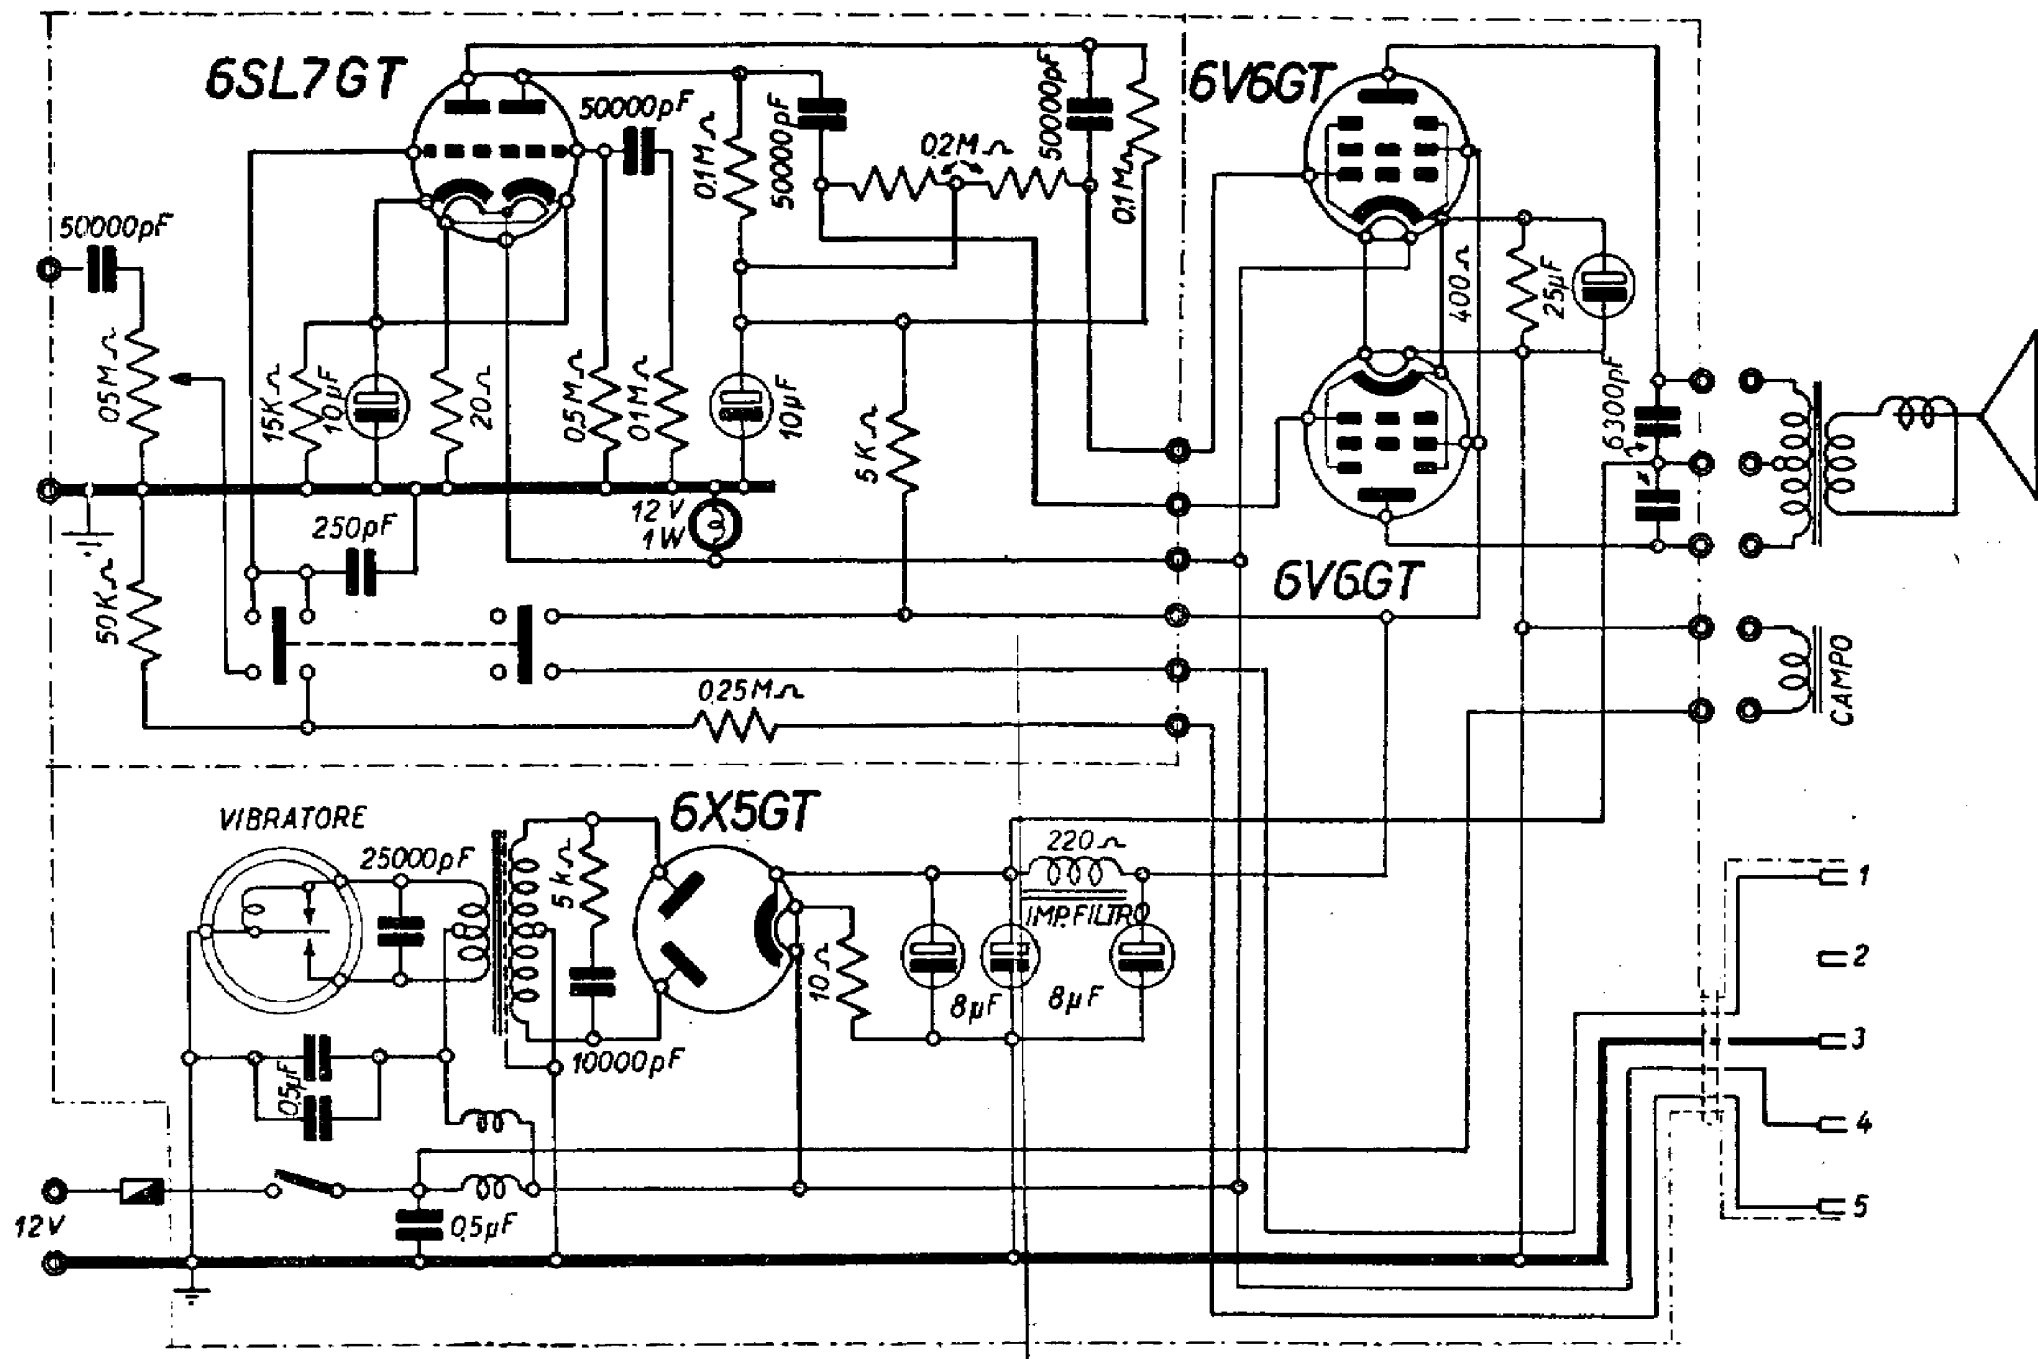 6SL7GT
50000pF
0.1MΩ
50000pF
0.2MΩ
50000pF
0.1MΩ
6V6GT
50000pF
0.5MΩ
15KΩ
10µF
20Ω
0.5MΩ
0.1MΩ
10µF
5KΩ
400Ω
25µF
6300pF
12V
1W
250pF
50KΩ
6V6GT
0.25MΩ
CAMPO
VIBRATORE
25000pF
5kΩ
6X5GT
220Ω
IMP.FILTRO
10Ω
8µF
8µF
10000pF
0.5µF
0.5µF
12V
1
2
3
4
5